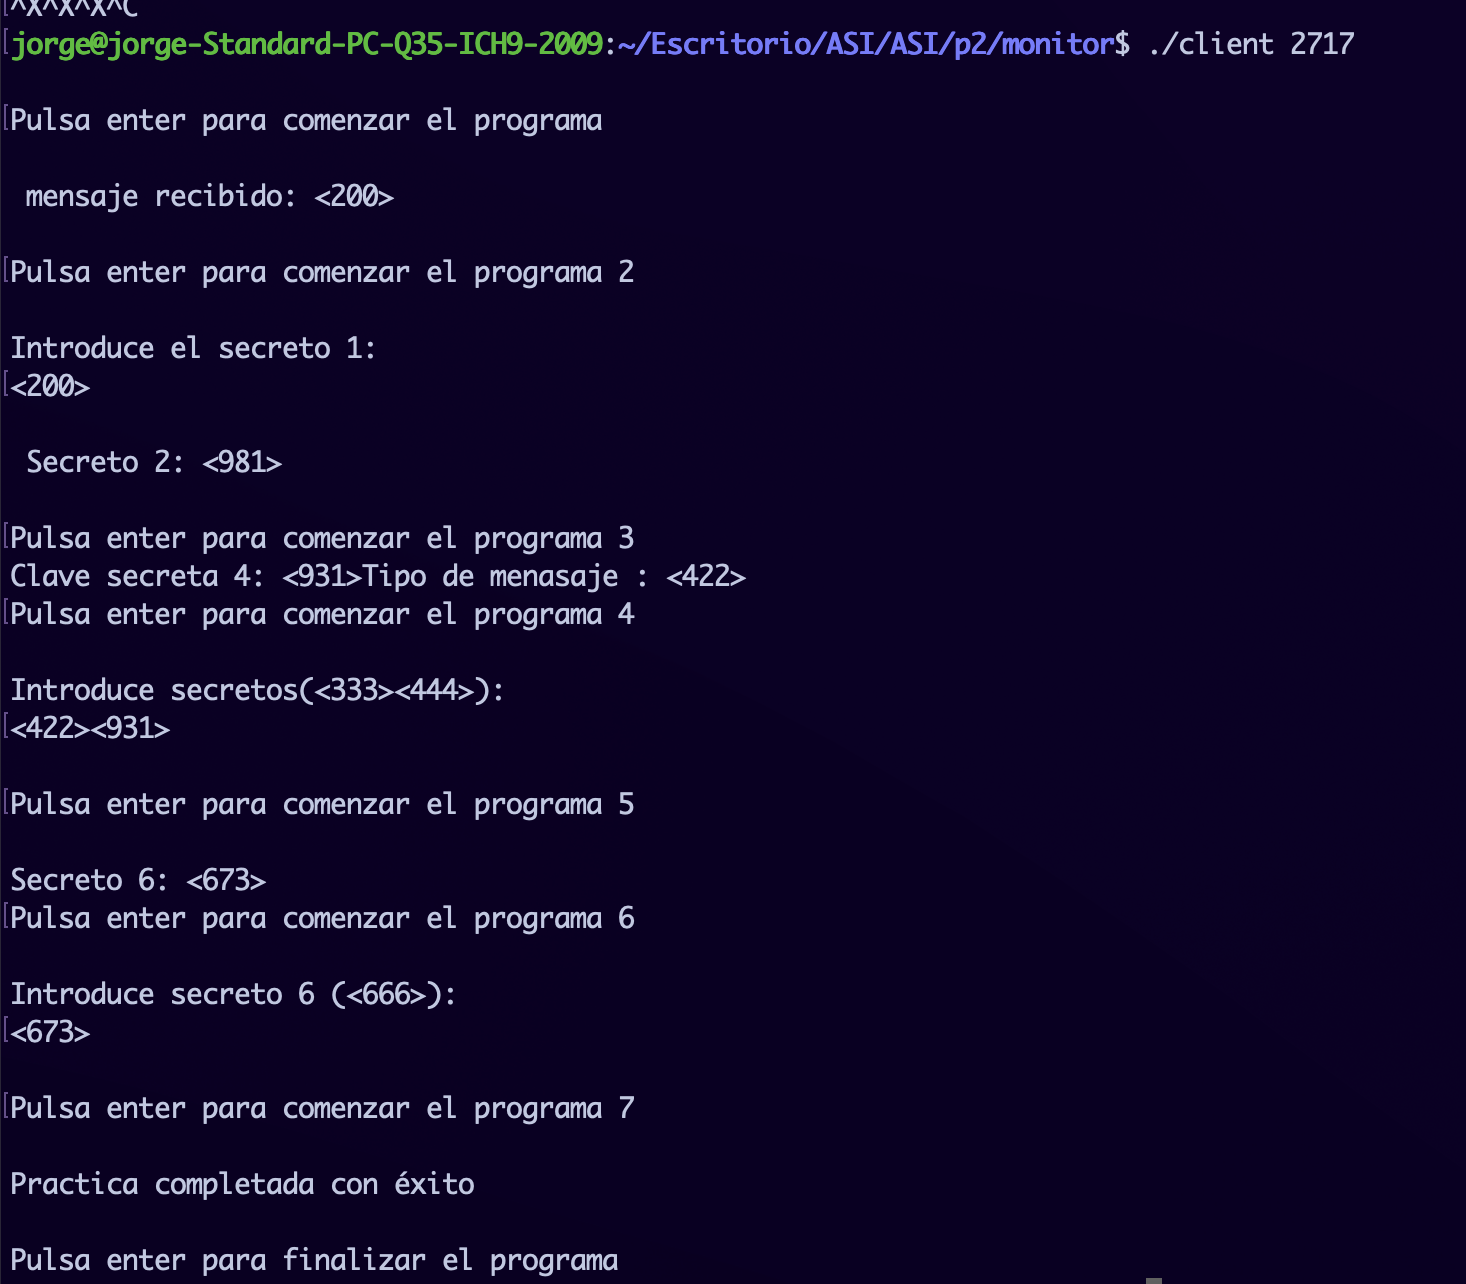 ^X^X^X^C
jorge@jorge-Standard-PC-Q35-ICH9-2009:~/Escritorio/ASI/ASI/p2/monitor$ ./client 2717
Pulsa enter para comenzar el programa
mensaje recibido: <200>
Pulsa enter para comenzar el programa 2
Introduce el secreto 1:
<200>
Secreto 2: <981>
Pulsa enter para comenzar el programa 3
Clave secreta 4: <931>Tipo de menasaje : <422>
Pulsa enter para comenzar el programa 4
Introduce secretos(<333><444>):
<422><931>
Pulsa enter para comenzar el programa 5
Secreto 6: <673>
Pulsa enter para comenzar el programa 6
Introduce secreto 6 (<666>):
<673>
Pulsa enter para comenzar el programa 7
Practica completada con éxito
Pulsa enter para finalizar el programa